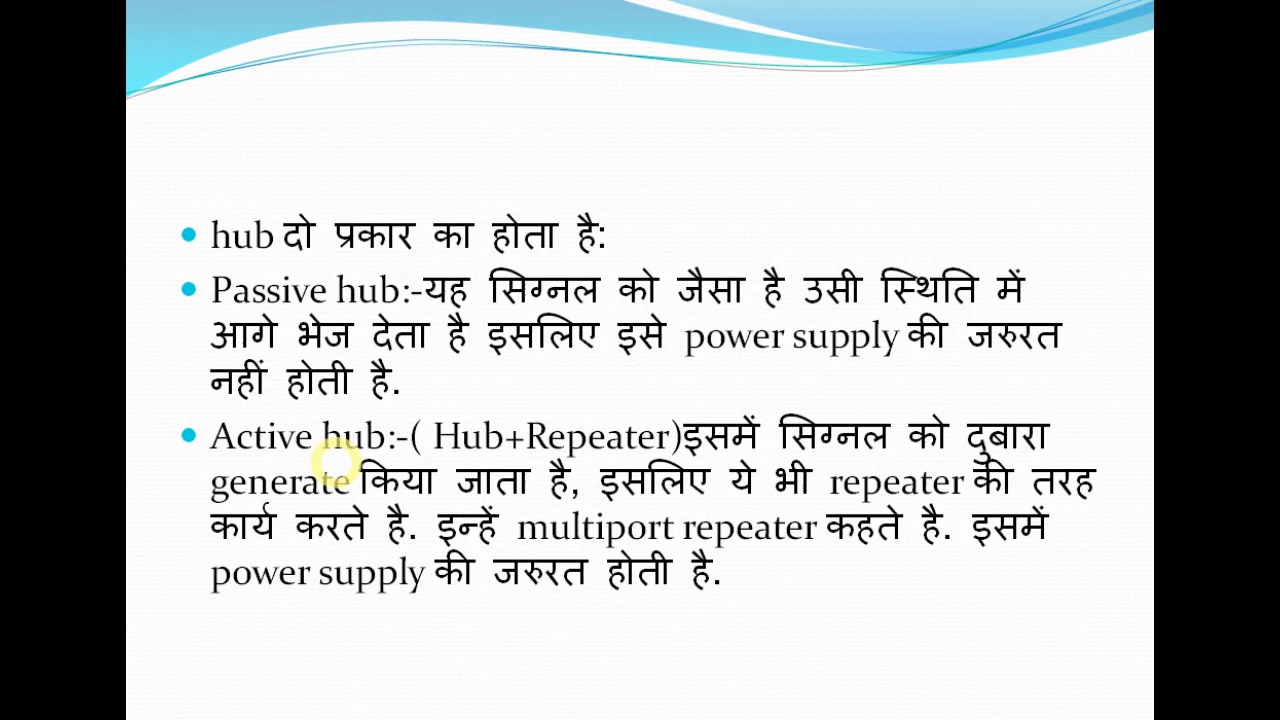 hub दो प्रकार का होता है:
Passive hub:-यह सिग्नल को जैसा है उसी स्थिति में
आगे भेज देता है इसलिए इसे power supply की जरुरत
नहीं होती है.
Active hub:-( Hub+Repeater)इसमें सिग्नल को दुबारा
generate किया जाता है, इसलिए ये भी repeater की तरह
कार्य करते है. इन्हें multiport repeater कहते है. इसमें
power supply की जरुरत होती है.